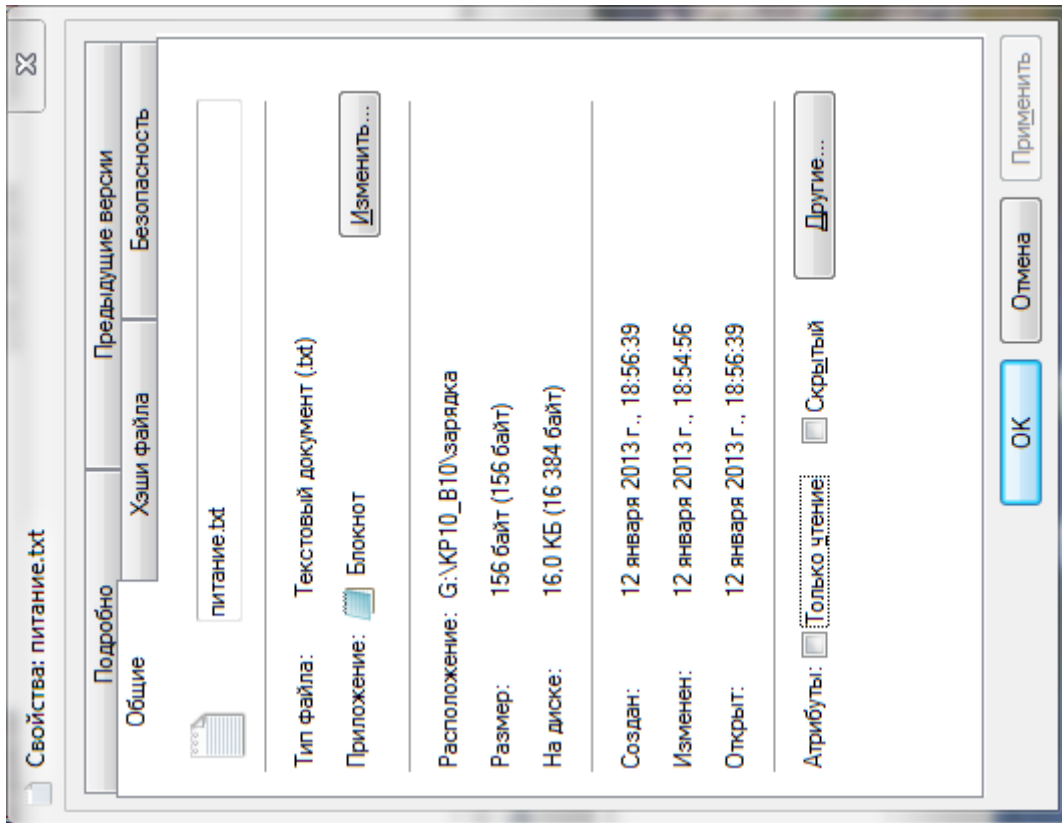 Свойства: питание.txt
Подробно Предыдущие версии
Общие Хэши файла Безопасность
питание.txt
Тип файла: Текстовый документ (.txt)
Приложение: Блокнот Изменить...
Расположение: G:\KP10_B10\зарядка
Размер: 156 байт (156 байт)
На диске: 16,0 КБ (16 384 байт)
Создан: 12 января 2013 г., 18:56:39
Изменен: 12 января 2013 г., 18:54:56
Открыт: 12 января 2013 г., 18:56:39
Атрибуты: Только чтение Скрытый Другие...
ОК Отмена Применить